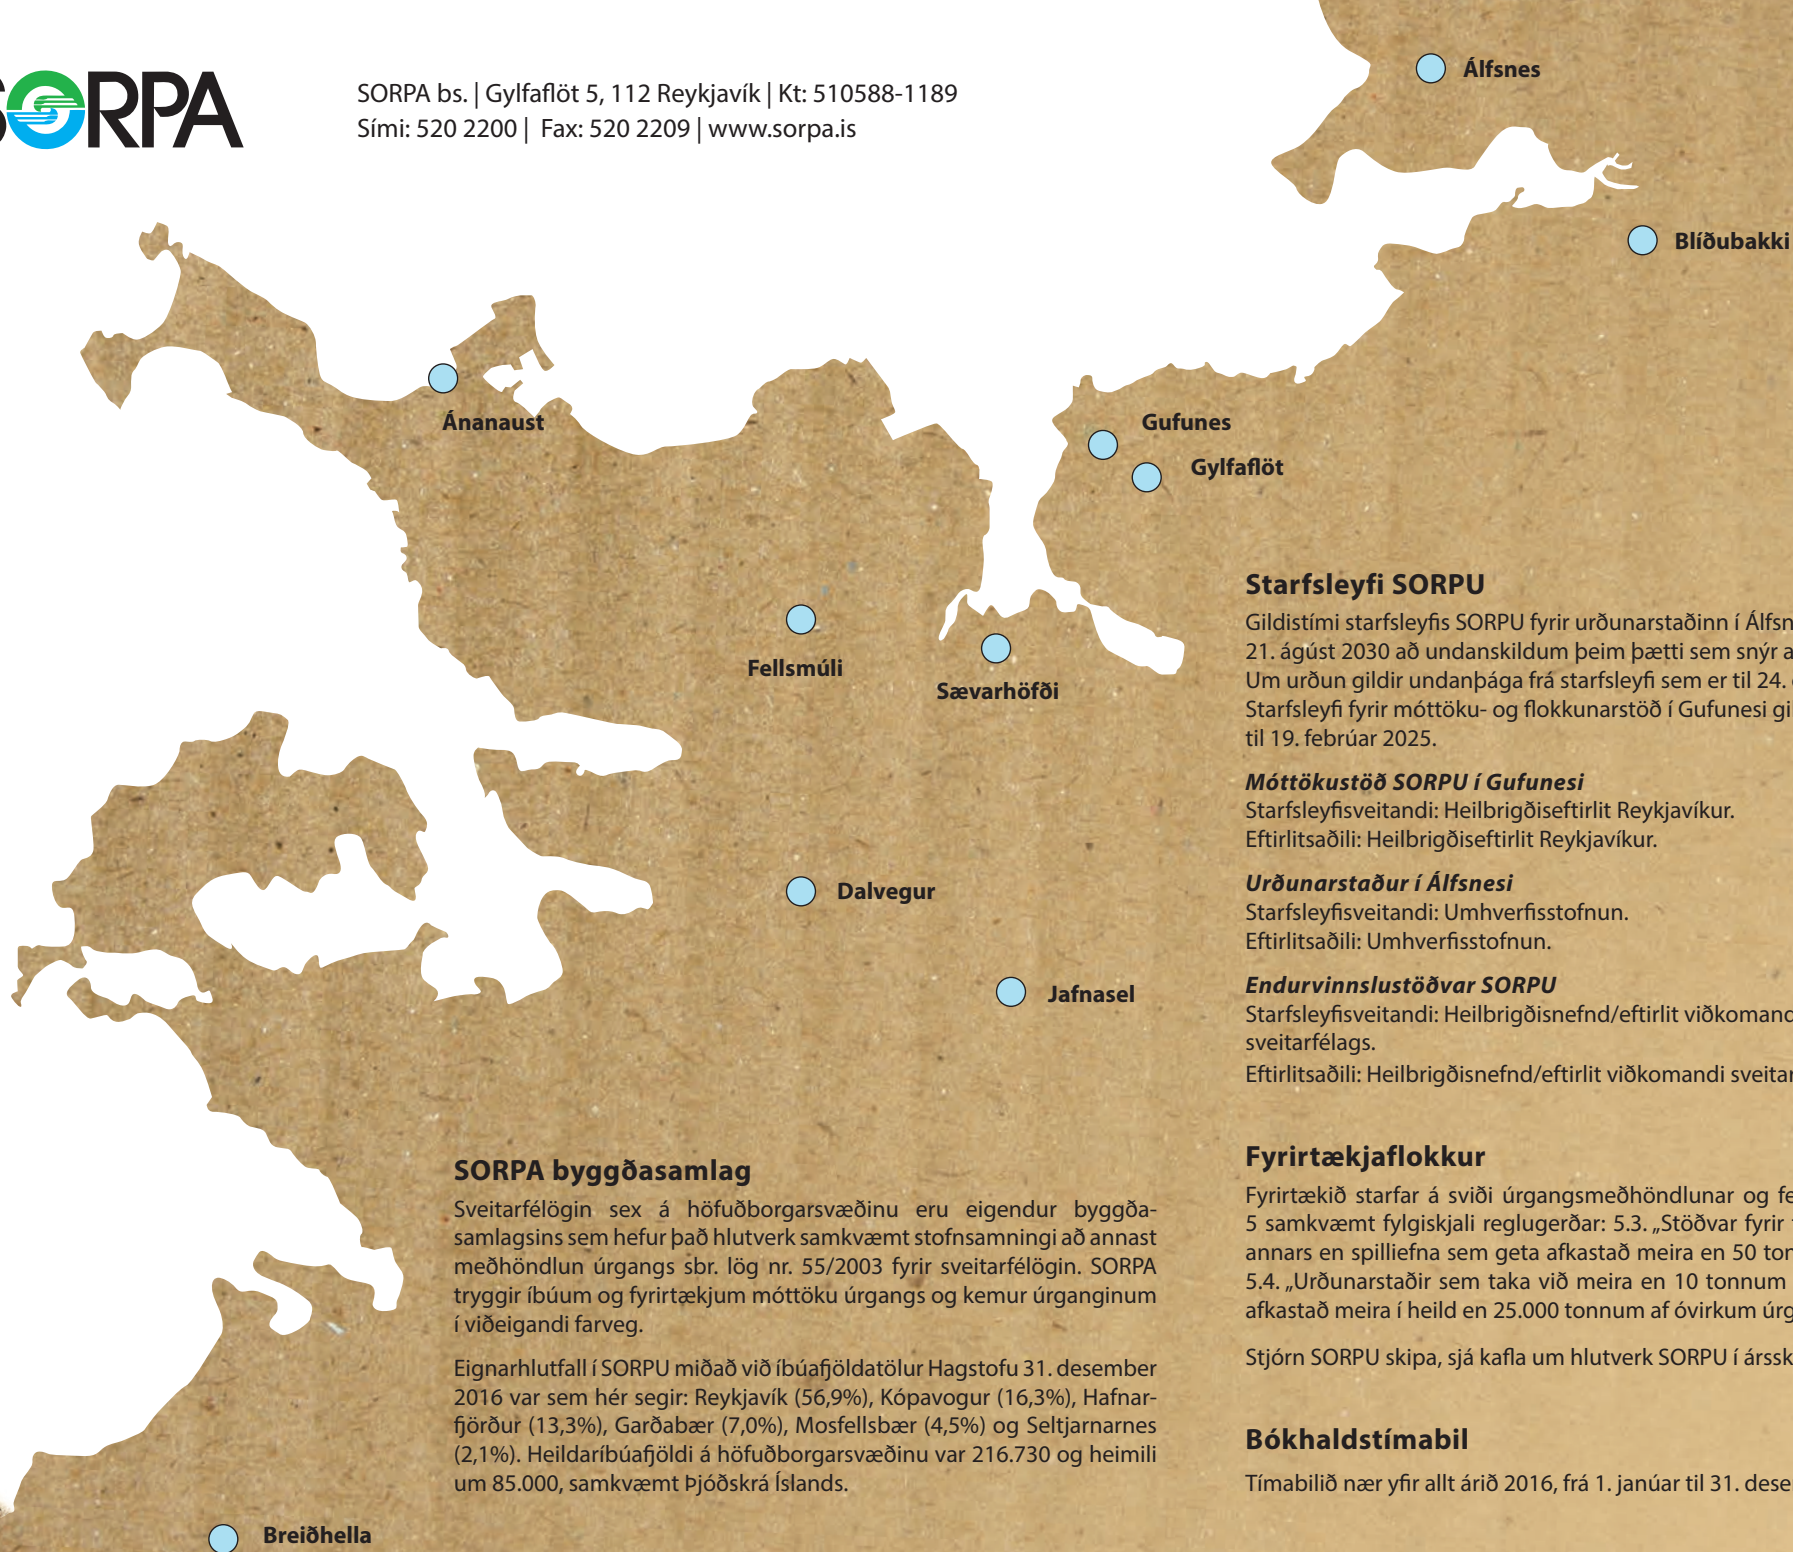 SORPA
SORPA bs. | Gylfaflöt 5, 112 Reykjavík | Kt: 510588-1189
Sími: 520 2200 | Fax: 520 2209 | www.sorpa.is
Álfsnes
Blíðubakki
Ánanaust
Gufunes
Gylfaflöt
Fellsmúli
Sævarhöfði
Dalvegur
Jafnasel
Breiðhella
SORPA byggðasamlag
Sveitarfélögin sex á höfuðborgarsvæðinu eru eigendur byggða-
samlagsins sem hefur það hlutverk samkvæmt stofnsamningi að annast
meðhöndlun úrgangs sbr. lög nr. 55/2003 fyrir sveitarfélögin. SORPA
tryggir íbúum og fyrirtækjum móttöku úrgangs og kemur úrganginum
í viðeigandi farveg.
Eignarhlutfall í SORPU miðað við íbúafjöldatölur Hagstofu 31. desember
2016 var sem hér segir: Reykjavík (56,9%), Kópavogur (16,3%), Hafnar-
fjörður (13,3%), Garðabær (7,0%), Mosfellsbær (4,5%) og Seltjarnarnes
(2,1%). Heildaríbúafjöldi á höfuðborgarsvæðinu var 216.730 og heimili
um 85.000, samkvæmt Þjóðskrá Íslands.
Starfsleyfi SORPU
Gildistími starfsleyfis SORPU fyrir urðunarstaðinn í Álfsn
21. ágúst 2030 að undanskildum þeim þætti sem snýr a
Um urðun gildir undanþága frá starfsleyfi sem er til 24.
Starfsleyfi fyrir móttöku- og flokkunarstöð í Gufunesi gi
til 19. febrúar 2025.
Móttökustöð SORPU í Gufunesi
Starfsleyfisveitandi: Heilbrigðiseftirlit Reykjavíkur.
Eftirlitsaðili: Heilbrigðiseftirlit Reykjavíkur.
Urðunarstaður í Álfsnesi
Starfsleyfisveitandi: Umhverfisstofnun.
Eftirlitsaðili: Umhverfisstofnun.
Endurvinnslustöðvar SORPU
Starfsleyfisveitandi: Heilbrigðisnefnd/eftirlit viðkomand
sveitarfélags.
Eftirlitsaðili: Heilbrigðisnefnd/eftirlit viðkomandi sveitar
Fyrirtækjaflokkur
Fyrirtækið starfar á sviði úrgangsmeðhöndlunar og fe
5 samkvæmt fylgiskjali reglugerðar: 5.3. „Stöðvar fyrir
annars en spilliefna sem geta afkastað meira en 50 ton
5.4. „Urðunarstaðir sem taka við meira en 10 tonnum
afkastað meira í heild en 25.000 tonnum af óvirkum úrg
Stjórn SORPU skipa, sjá kafla um hlutverk SORPU í árssk
Bókhaldstímabil
Tímabilið nær yfir allt árið 2016, frá 1. janúar til 31. dese